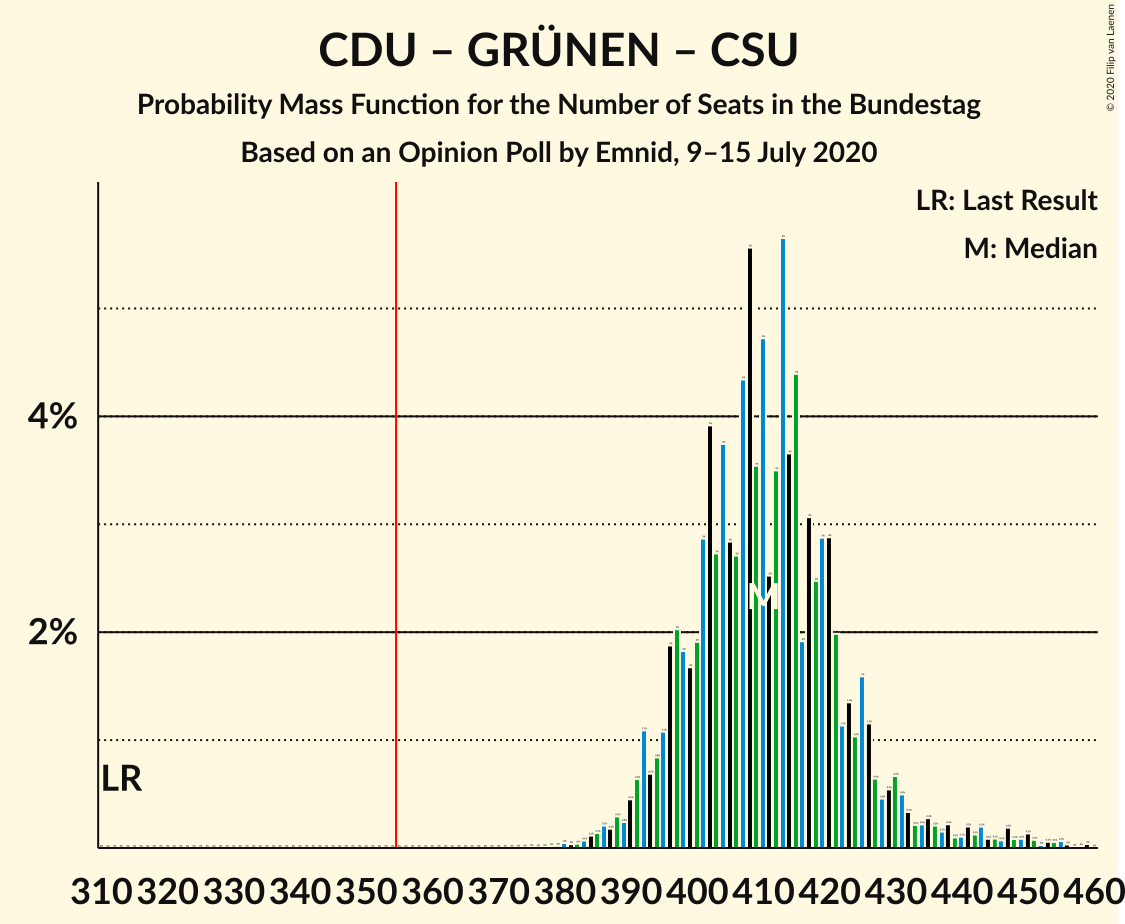 CDU – GRÜNEN – CSU
Probability Mass Function for the Number of Seats in the Bundestag
Based on an Opinion Poll by Emnid, 9–15 July 2020
© 2020 Filip van Laenen
LR: Last Result
M: Median
4%
2%
M
LR
310 320 330 340 350 360 370 380 390 400 410 420 430 440 450 460